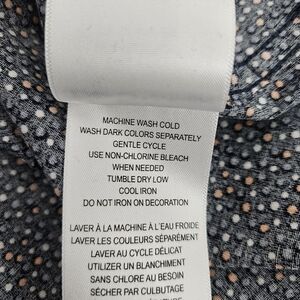 MACHINE WASH COLD
WASH DARK COLORS SEPARATELY
GENTLE CYCLE
USE NON-CHLORINE BLEACH
WHEN NEEDED
TUMBLE DRY LOW
COOL IRON
DO NOT IRON ON DECORATION
LAVER À LA MACHINE À L'EAU FROIDE
LAVER LES COULEURS SÉPARÉMENT
LAVER AU CYCLE DÉLICAT
UTILIZER UN BLANCHIMENT
SANS CHLORE AU BESOIN
SÉCHER PAR CULBUTAGE